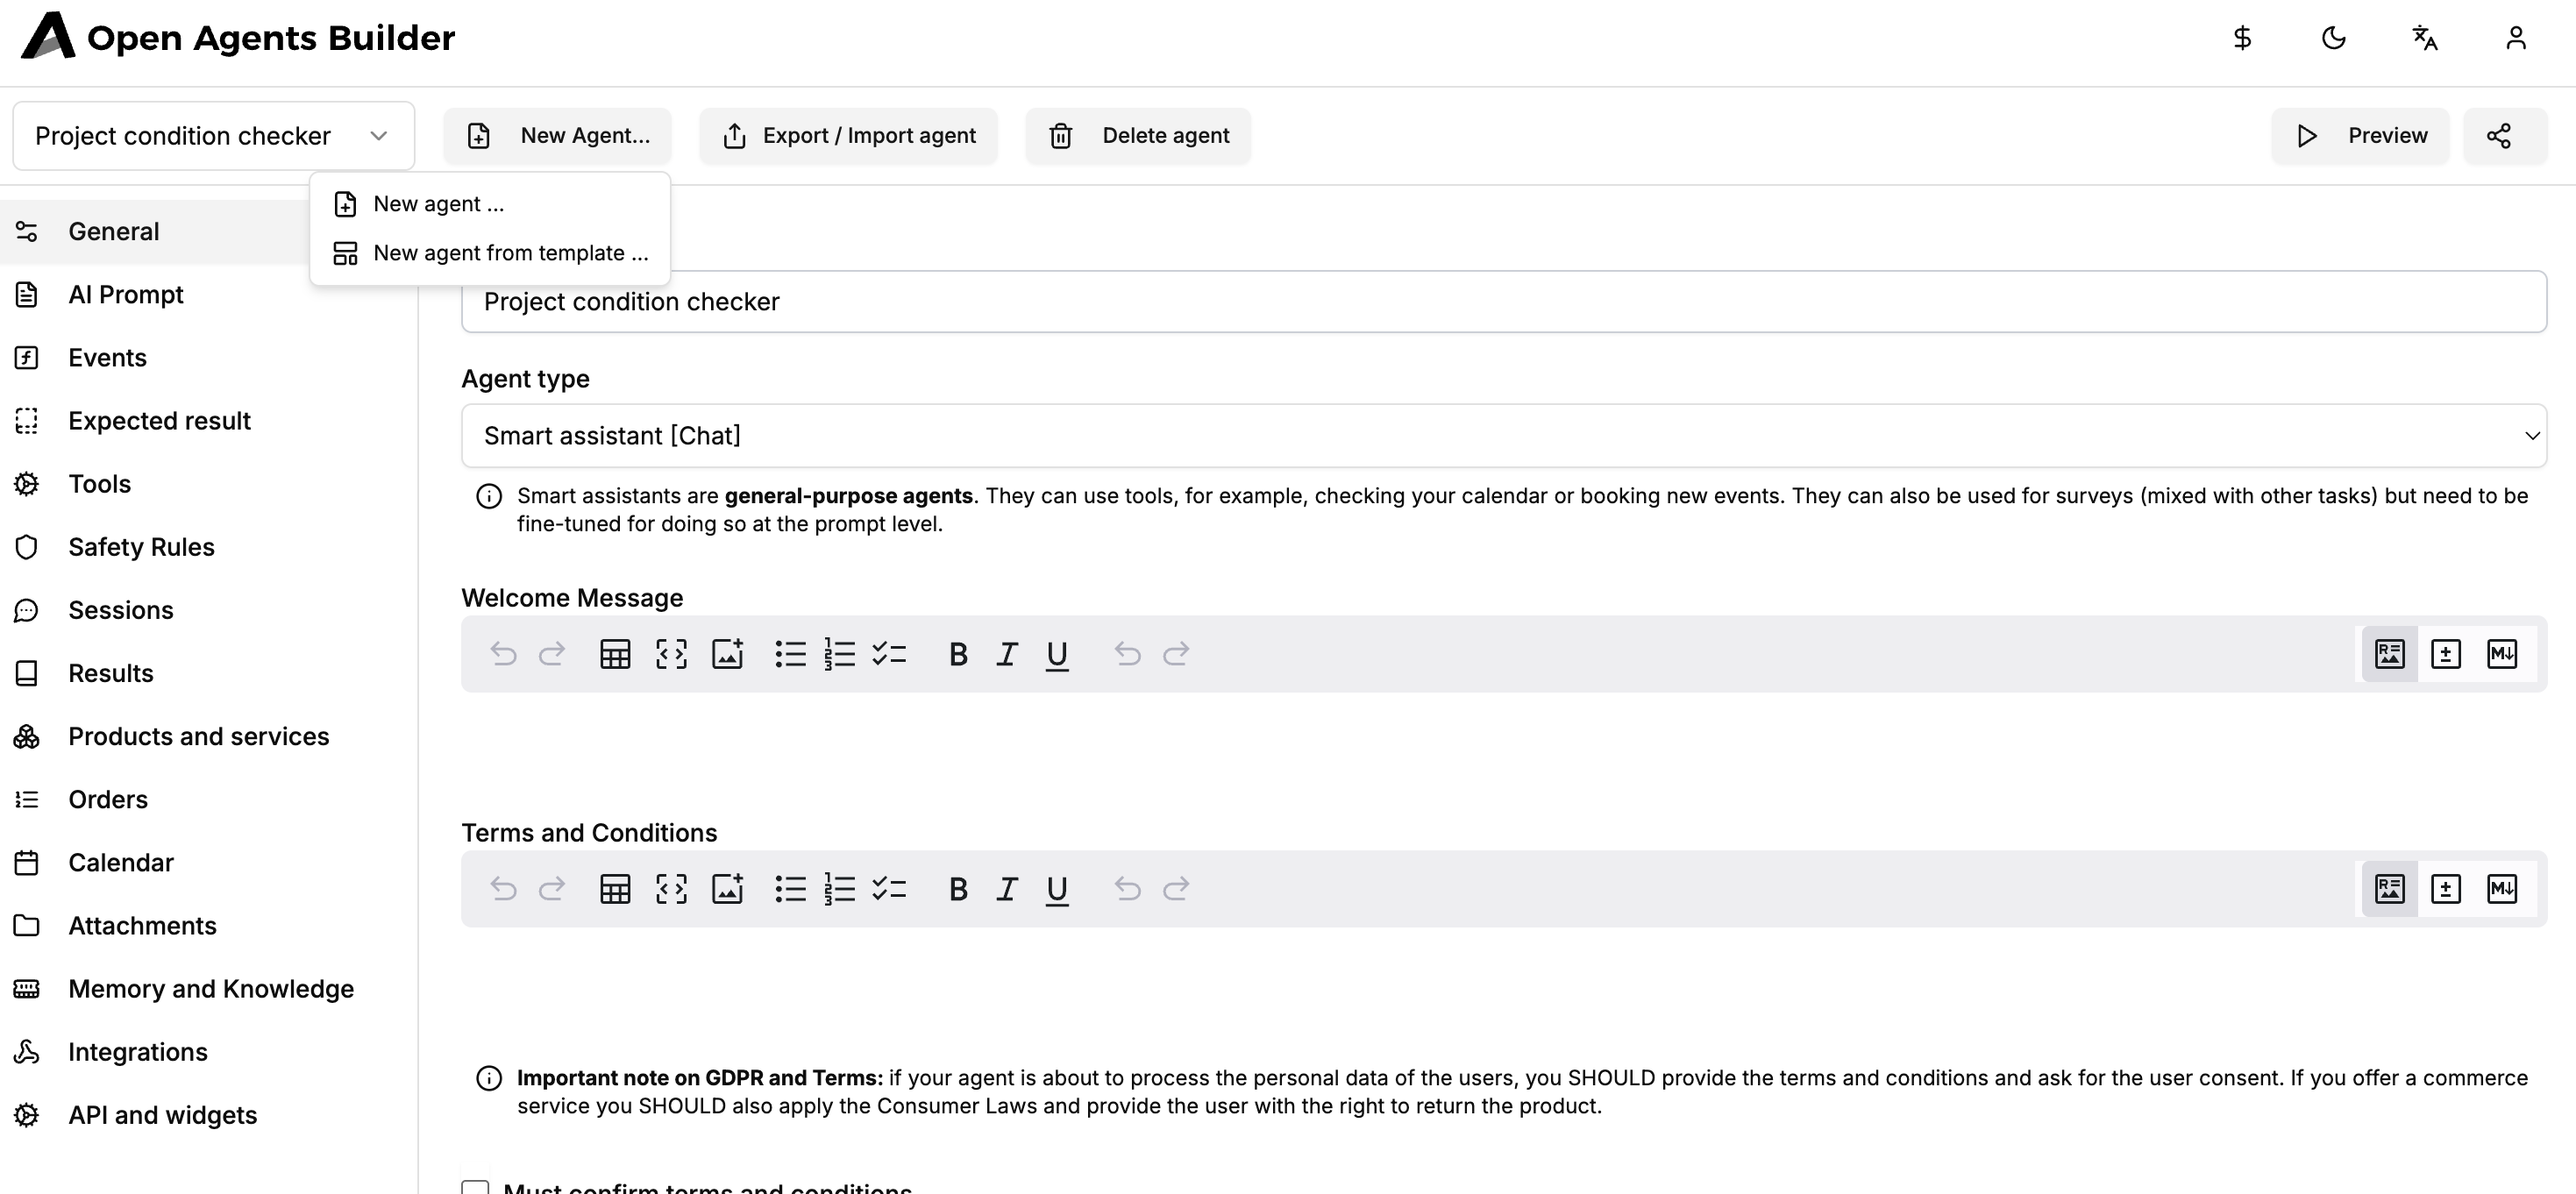 Open Agents Builder
Project condition checker
New Agent...
Export / Import agent
Delete agent
Preview
New agent ...
New agent from template ...
General
AI Prompt
Events
Expected result
Tools
Safety Rules
Sessions
Results
Products and services
Orders
Calendar
Attachments
Memory and Knowledge
Integrations
API and widgets
Project condition checker
Agent type
Smart assistant [Chat]
Smart assistants are general-purpose agents. They can use tools, for example, checking your calendar or booking new events. They can also be used for surveys (mixed with other tasks) but need to be
fine-tuned for doing so at the prompt level.
Welcome Message
Terms and Conditions
Important note on GDPR and Terms: if your agent is about to process the personal data of the users, you SHOULD provide the terms and conditions and ask for the user consent. If you offer a commerce
service you SHOULD also apply the Consumer Laws and provide the user with the right to return the product.
Must confirm terms and conditions